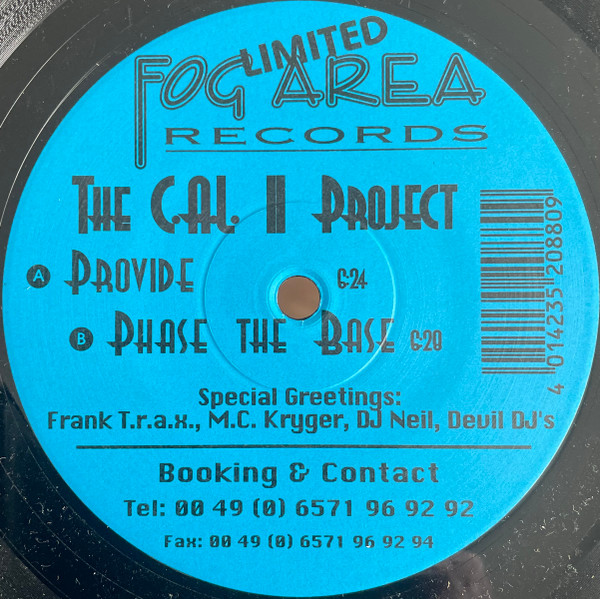 LIMITED
FOG AREA
RECORDS
THE C.AL. II PROJECT
A PROVIDE 6:24
B PHASE THE BASE 6:20
Special Greetings:
Frank T.r.a.x., M.C. Kryger, DJ Neil, Devil DJ's
Booking & Contact
Tel: 00 49 (0) 6571 96 92 92
Fax: 00 49 (0) 6571 96 92 94
4 014235 208809